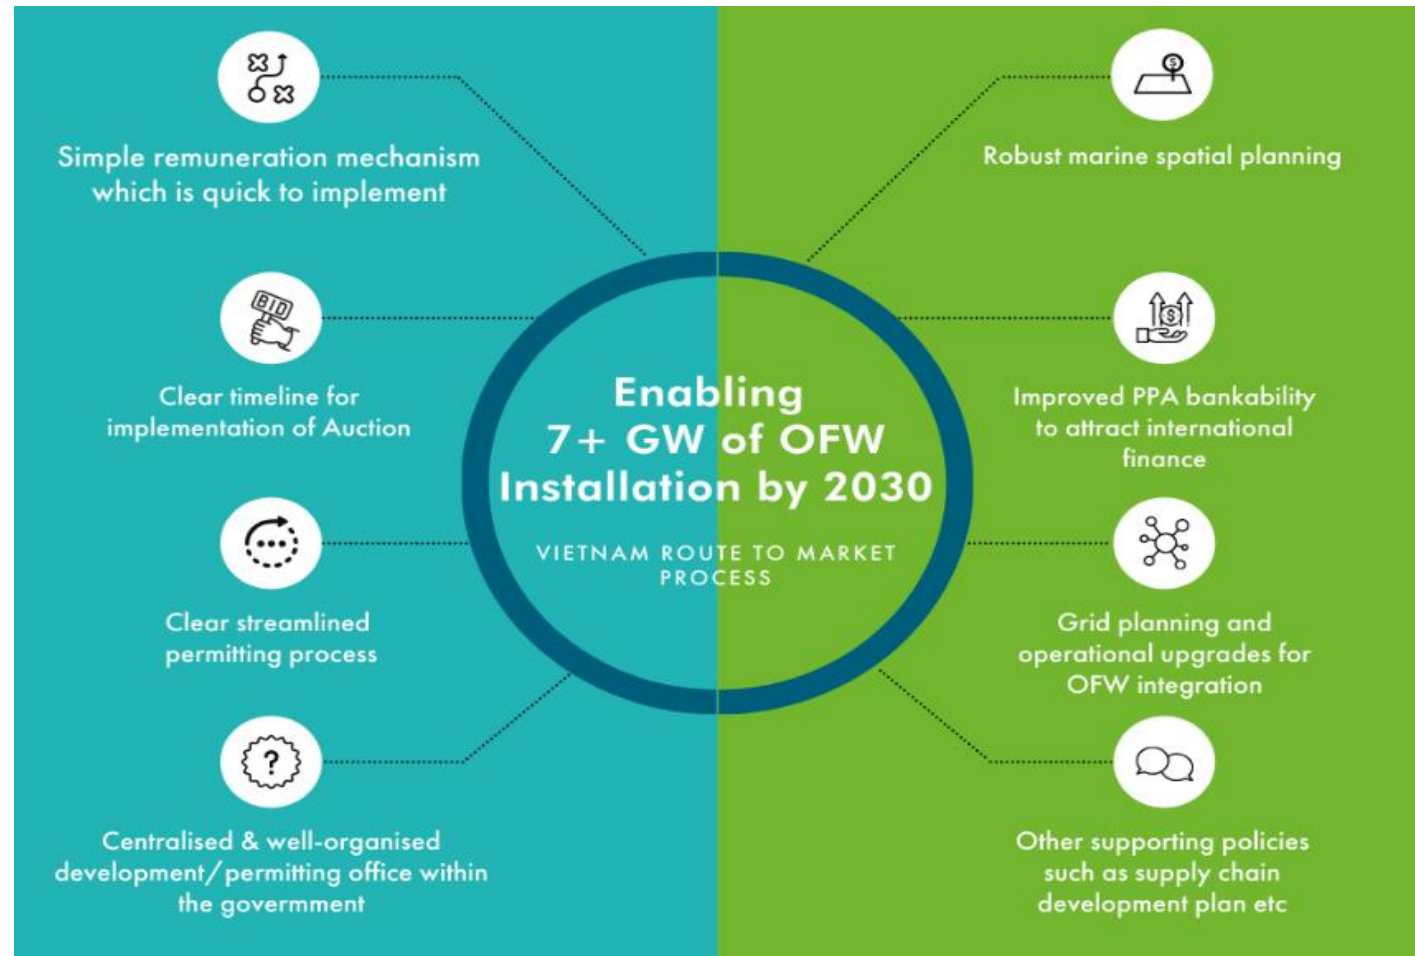 Simple remuneration mechanism
which is quick to implement
BID
Clear timeline for
implementation of Auction
Clear streamlined
permitting process
?
Centralised & well-organised
development/permitting office within
the govermment
Enabling
7+ GW of OFW
Installation by 2030
VIETNAM ROUTE TO MARKET
PROCESS
$
Robust marine spatial planning
$
Improved PPA bankability
to attract international
finance
Grid planning and
operational upgrades for
OFW integration
Other supporting policies
such as supply chain
development plan etc